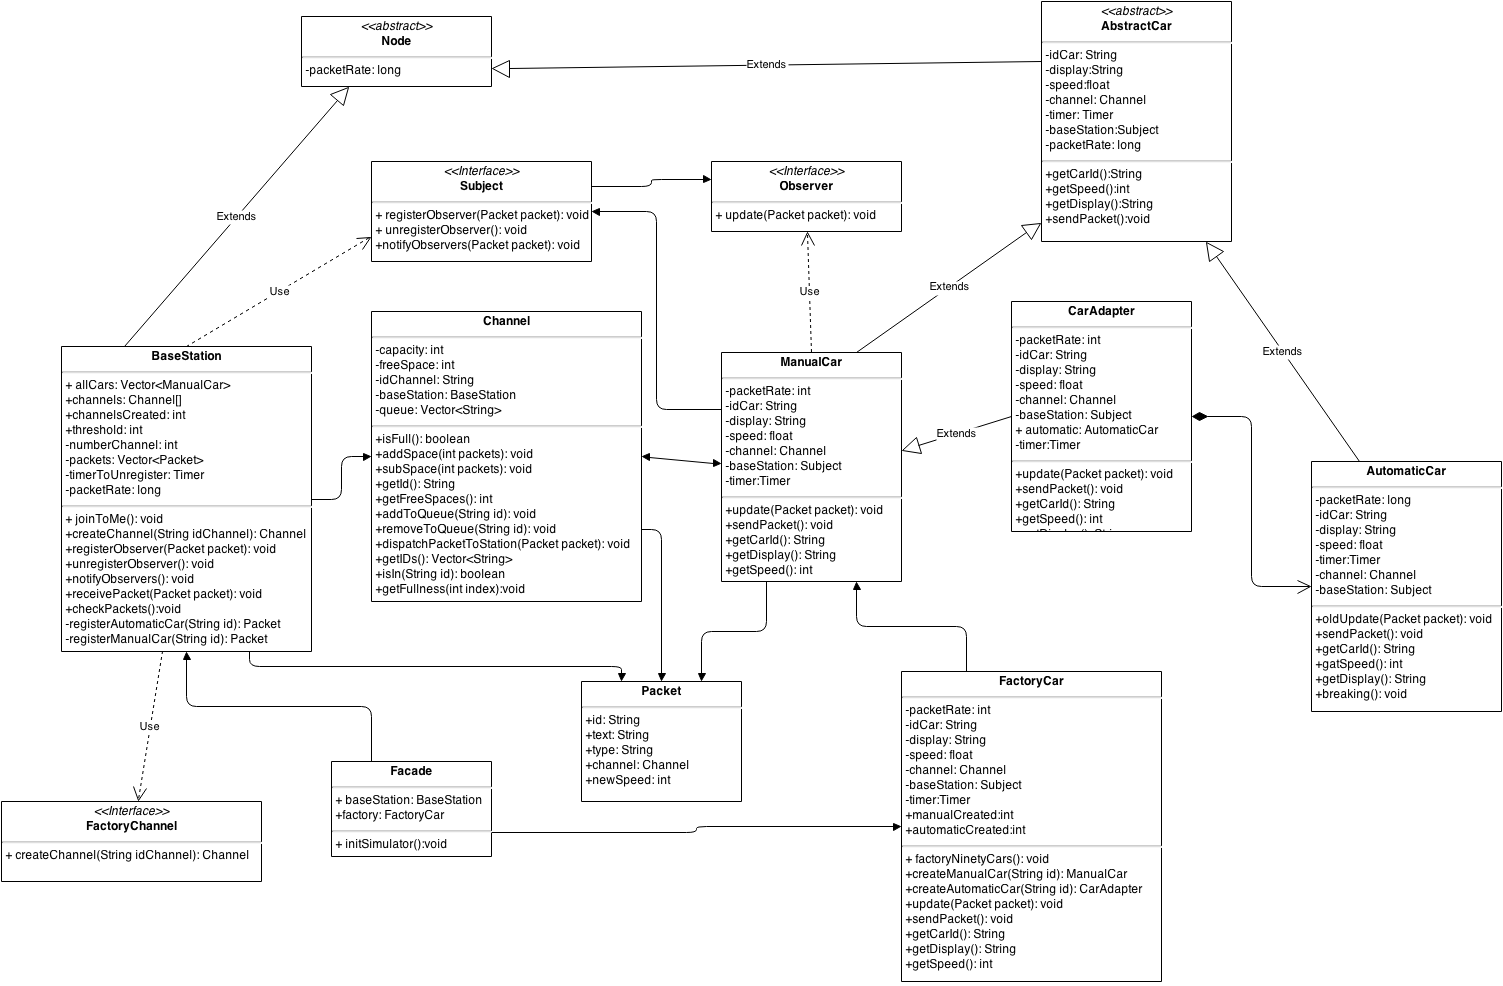 <<abstract>>
Node
-packetRate: long
<<abstract>>
AbstractCar
-idCar: String
-display:String
-speed:float
-channel: Channel
-timer: Timer
-baseStation:Subject
-packetRate: long
+getCarId():String
+getSpeed():int
+getDisplay():String
+sendPacket():void
Extends
<<Interface>>
Subject
+ registerObserver(Packet packet): void
+ unregisterObserver(): void
+notifyObservers(Packet packet): void
<<Interface>>
Observer
+ update(Packet packet): void
Extends
Use
Use
Extends
Extends
Extends
BaseStation
+ allCars: Vector<ManualCar>
+channels: Channel[]
+channelsCreated: int
+threshold: int
-numberChannel: int
-packets: Vector<Packet>
-timerToUnregister: Timer
-packetRate: long
+ joinToMe(): void
+createChannel(String idChannel): Channel
+registerObserver(Packet packet): void
+unregisterObserver(): void
+notifyObservers(): void
+receivePacket(Packet packet): void
+checkPackets():void
-registerAutomaticCar(String id): Packet
-registerManualCar(String id): Packet
Channel
-capacity: int
-freeSpace: int
-idChannel: String
-baseStation: BaseStation
-queue: Vector<String>
+isFull(): boolean
+addSpace(int packets): void
+subSpace(int packets): void
+getId(): String
+getFreeSpaces(): int
+addToQueue(String id): void
+removeToQueue(String id): void
+dispatchPacketToStation(Packet packet): void
+getIDs(): Vector<String>
+isIn(String id): boolean
+getFullness(int index):void
ManualCar
-packetRate: int
-idCar: String
-display: String
-speed: float
-channel: Channel
-baseStation: Subject
-timer:Timer
+update(Packet packet): void
+sendPacket(): void
+getCarId(): String
+getDisplay(): String
+getSpeed(): int
CarAdapter
-packetRate: int
-idCar: String
-display: String
-speed: float
-channel: Channel
-baseStation: Subject
+ automatic: AutomaticCar
-timer:Timer
+update(Packet packet): void
+sendPacket(): void
+getCarId(): String
+getSpeed(): int
AutomaticCar
-packetRate: long
-idCar: String
-display: String
-speed: float
-timer:Timer
-channel: Channel
-baseStation: Subject
+oldUpdate(Packet packet): void
+sendPacket(): void
+getCarId(): String
+gatSpeed(): int
+getDisplay(): String
+breaking(): void
Use
Packet
+id: String
+text: String
+type: String
+channel: Channel
+newSpeed: int
Facade
+ baseStation: BaseStation
+factory: FactoryCar
+ initSimulator():void
<<Interface>>
FactoryChannel
+ createChannel(String idChannel): Channel
FactoryCar
-packetRate: int
-idCar: String
-display: String
-speed: float
-channel: Channel
-baseStation: Subject
-timer:Timer
+manualCreated:int
+automaticCreated:int
+ factoryNinetyCars(): void
+createManualCar(String id): ManualCar
+createAutomaticCar(String id): CarAdapter
+update(Packet packet): void
+sendPacket(): void
+getCarId(): String
+getDisplay(): String
+getSpeed(): int